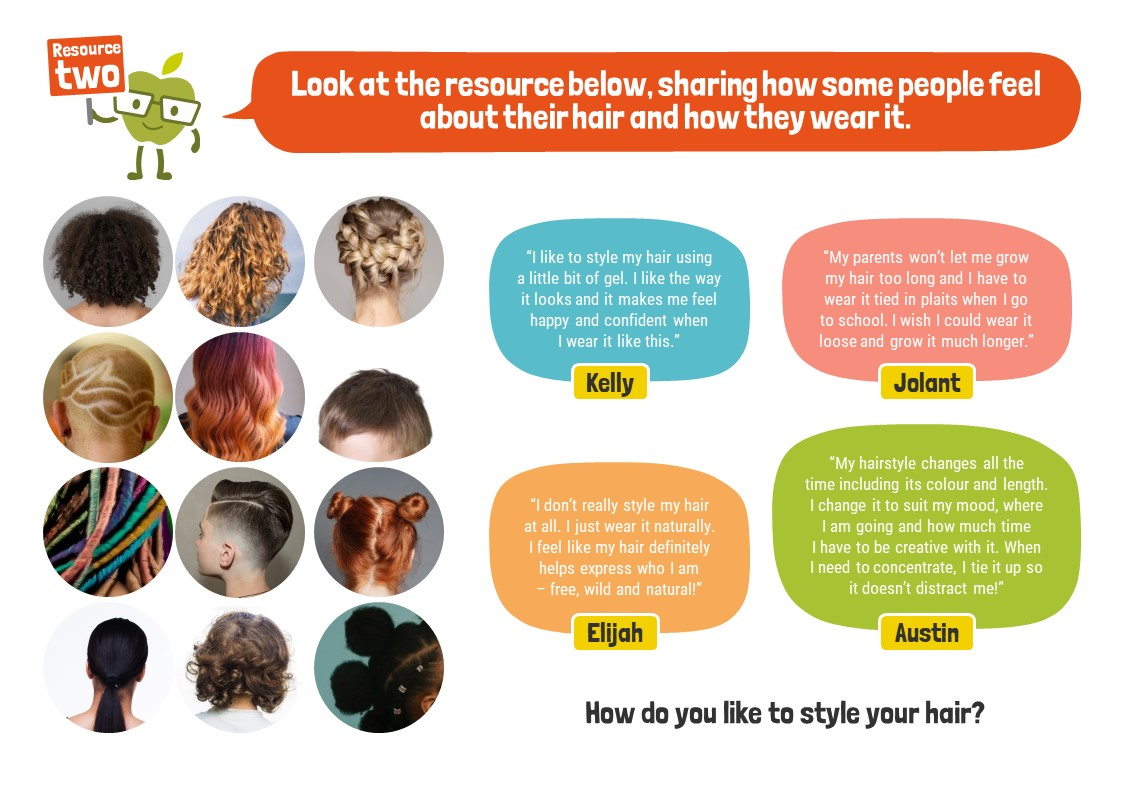 Resource
two
Look at the resource below, sharing how some people feel
about their hair and how they wear it.
“I like to style my hair using
a little bit of gel. I like the way
it looks and it makes me feel
happy and confident when
I wear it like this.”
Kelly
“My parents won’t let me grow
my hair too long and I have to
wear it tied in plaits when I go
to school. I wish I could wear it
loose and grow it much longer.”
Jolant
“I don’t really style my hair
at all. I just wear it naturally.
I feel like my hair definitely
helps express who I am
– free, wild and natural!”
Elijah
“My hairstyle changes all the
time including its colour and length.
I change it to suit my mood, where
I am going and how much time
I have to be creative with it. When
I need to concentrate, I tie it up so
it doesn’t distract me!”
Austin
How do you like to style your hair?